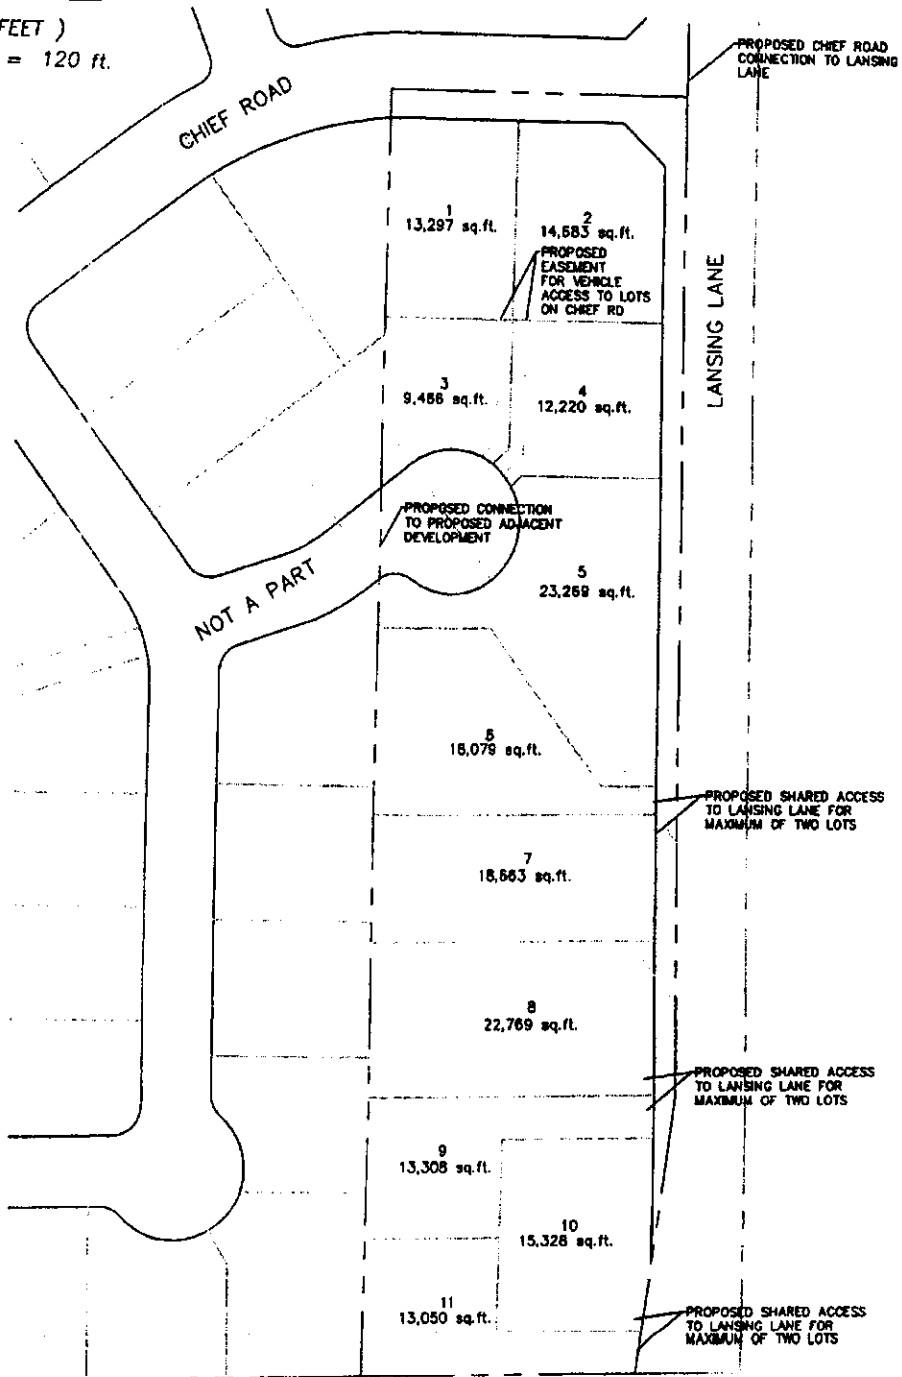 FEET )
= 120 ft.
PROPOSED CHIEF ROAD
CONNECTION TO LANSING
LANE
CHIEF ROAD
1
13,297 sq.ft.
2
14,583 sq.ft.
PROPOSED
EASEMENT
FOR VEHICLE
ACCESS TO LOTS
ON CHIEF RD
LANSING LANE
3
9,466 sq.ft.
4
12,220 sq.ft.
PROPOSED CONNECTION
TO PROPOSED ADJACENT
DEVELOPMENT
NOT A PART
5
23,269 sq.ft.
6
16,079 sq.ft.
PROPOSED SHARED ACCESS
TO LANSING LANE FOR
MAXIMUM OF TWO LOTS
7
18,663 sq.ft.
8
22,769 sq.ft.
PROPOSED SHARED ACCESS
TO LANSING LANE FOR
MAXIMUM OF TWO LOTS
9
13,308 sq.ft.
10
15,328 sq.ft.
11
13,050 sq.ft.
PROPOSED SHARED ACCESS
TO LANSING LANE FOR
MAXIMUM OF TWO LOTS